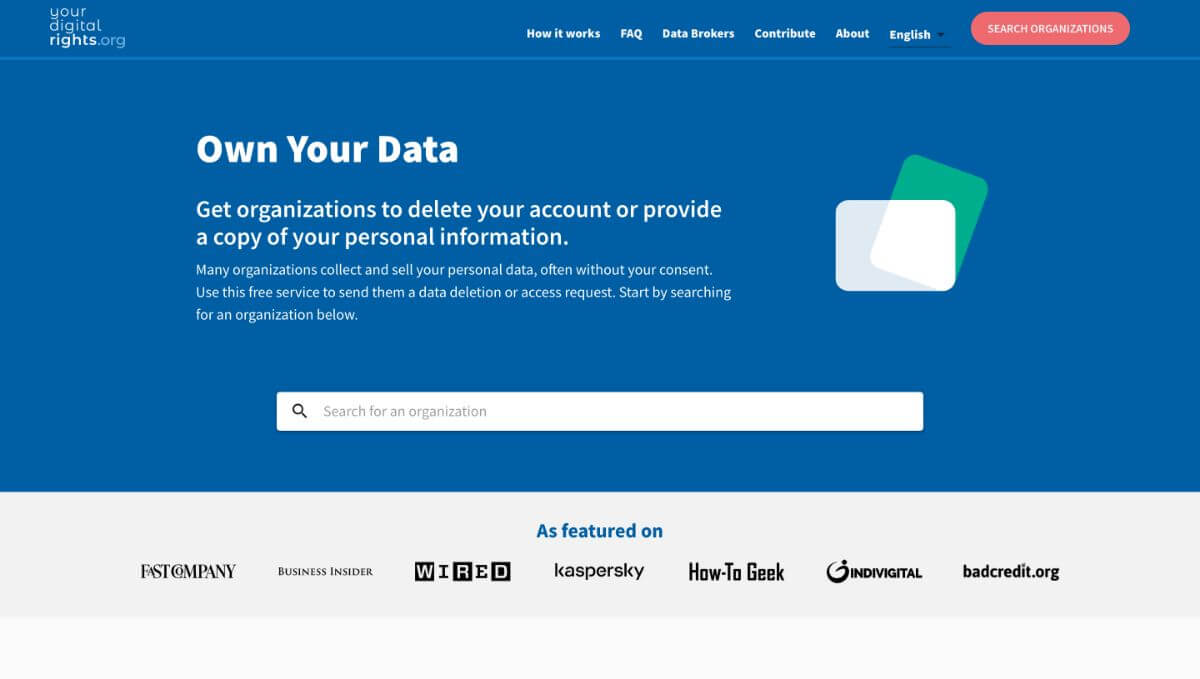 your
digital
rights.org
How it works FAQ Data Brokers Contribute About English SEARCH ORGANIZATIONS
Own Your Data
Get organizations to delete your account or provide
a copy of your personal information.
Many organizations collect and sell your personal data, often without your consent.
Use this free service to send them a data deletion or access request. Start by searching
for an organization below.
Search for an organization
As featured on
FAST COMPANY BUSINESS INSIDER WIRED kaspersky How-To Geek INDIVIGITAL badcredit.org